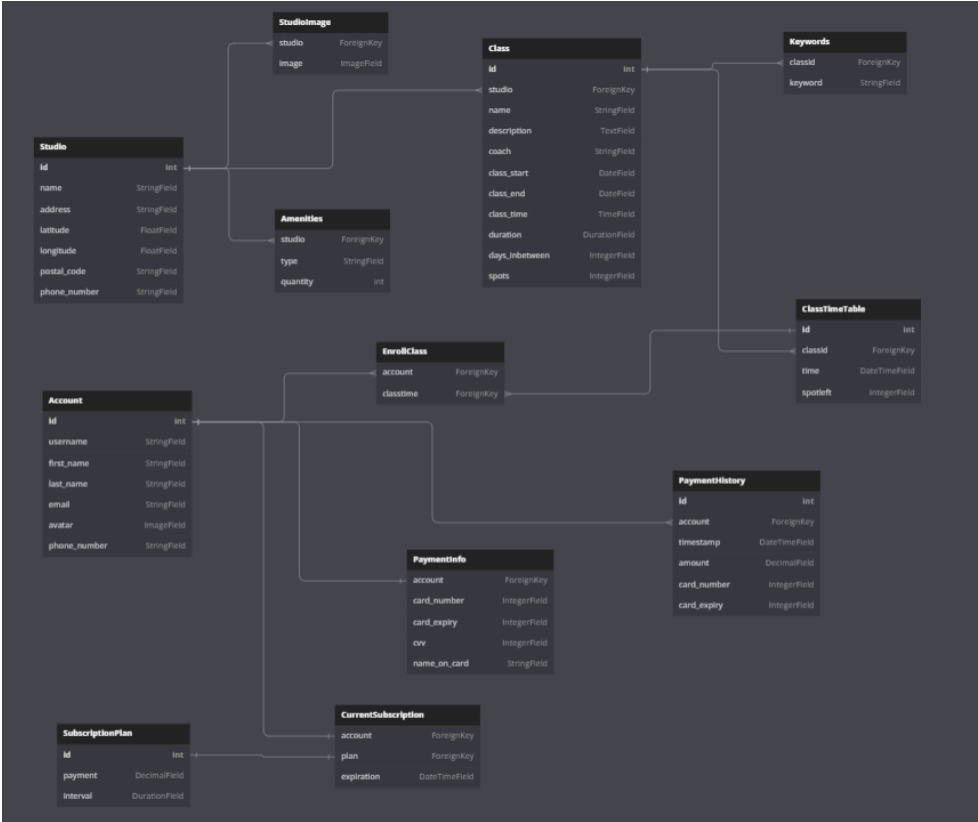 StudioImage
studio ForeignKey
image ImageField
Class
id int
studio ForeignKey
name StringField
description TextField
coach StringField
class_start DateField
class_end DateField
class_time TimeField
duration DurationField
days_inbetween IntegerField
spots IntegerField
Keywords
classid ForeignKey
keyword StringField
Studio
id int
name StringField
address StringField
latitude FloatField
longitude FloatField
postal_code StringField
phone_number StringField
Amenities
studio ForeignKey
type StringField
quantity int
ClassTimeTable
id int
classid ForeignKey
time DateTimeField
spotleft IntegerField
EnrollClass
account ForeignKey
classtime ForeignKey
Account
id int
username StringField
first_name StringField
last_name StringField
email StringField
avatar ImageField
phone_number StringField
PaymentHistory
id int
account ForeignKey
timestamp DateTimeField
amount DecimalField
card_number IntegerField
card_expiry IntegerField
PaymentInfo
account ForeignKey
card_number IntegerField
card_expiry IntegerField
cvv IntegerField
name_on_card StringField
CurrentSubscription
account ForeignKey
plan ForeignKey
expiration DateTimeField
SubscriptionPlan
id int
payment DecimalField
interval DurationField